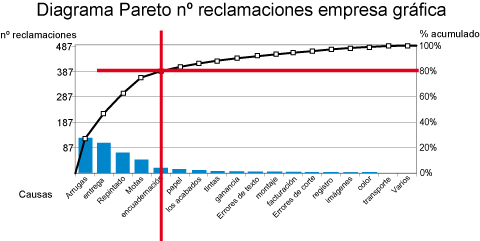 Diagrama Pareto nº reclamaciones empresa gráfica
nº reclamaciones
% acumulado
487
387
287
187
87
100%
80%
60%
40%
20%
0%
Causas
Arrugas
entrega
Repintado
Motas
encuadernación
papel
los acabados
tintas
ganancia
Errores de texto
montaje
facturación
Errores de corte
registro
imágenes
color
transporte
Varios